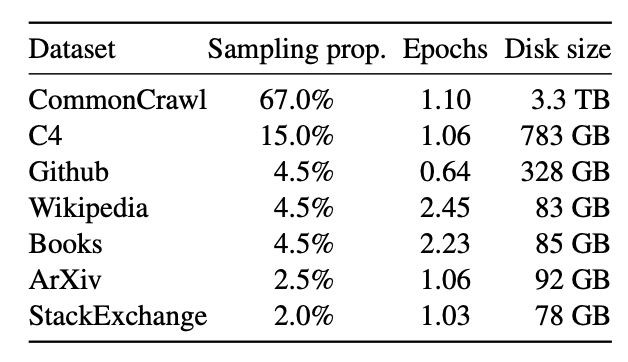 Dataset Sampling prop. Epochs Disk size
CommonCrawl 67.0% 1.10 3.3 TB
C4 15.0% 1.06 783 GB
Github 4.5% 0.64 328 GB
Wikipedia 4.5% 2.45 83 GB
Books 4.5% 2.23 85 GB
ArXiv 2.5% 1.06 92 GB
StackExchange 2.0% 1.03 78 GB